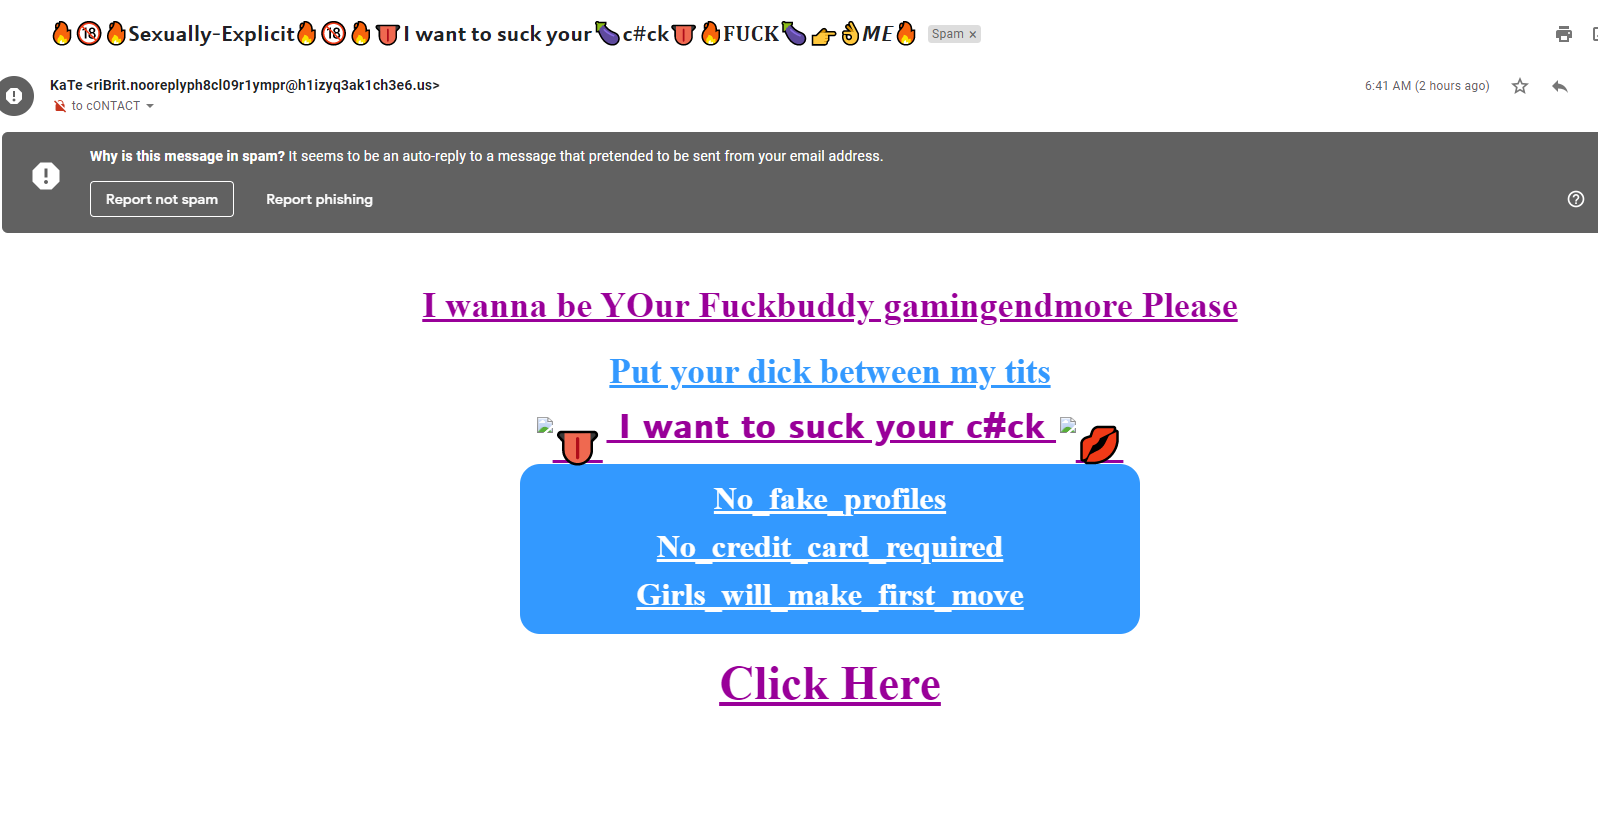 🔥🔞🔥Sexually-Explicit🔥🔞🔥👅I want to suck your🍆c#ck👅🔥FUCK🍆👉👌ME🔥 Spam ×
KaTe <riBrit.nooreplyph8cl09r1ympr@h1izyq3ak1ch3e6.us> 6:41 AM (2 hours ago)
to cONTACT
Why is this message in spam? It seems to be an auto-reply to a message that pretended to be sent from your email address.
Report not spam Report phishing
I wanna be YOur Fuckbuddy gamingendmore Please
Put your dick between my tits
👅 I want to suck your c#ck 💋
No_fake_profiles
No_credit_card_required
Girls_will_make_first_move
Click Here